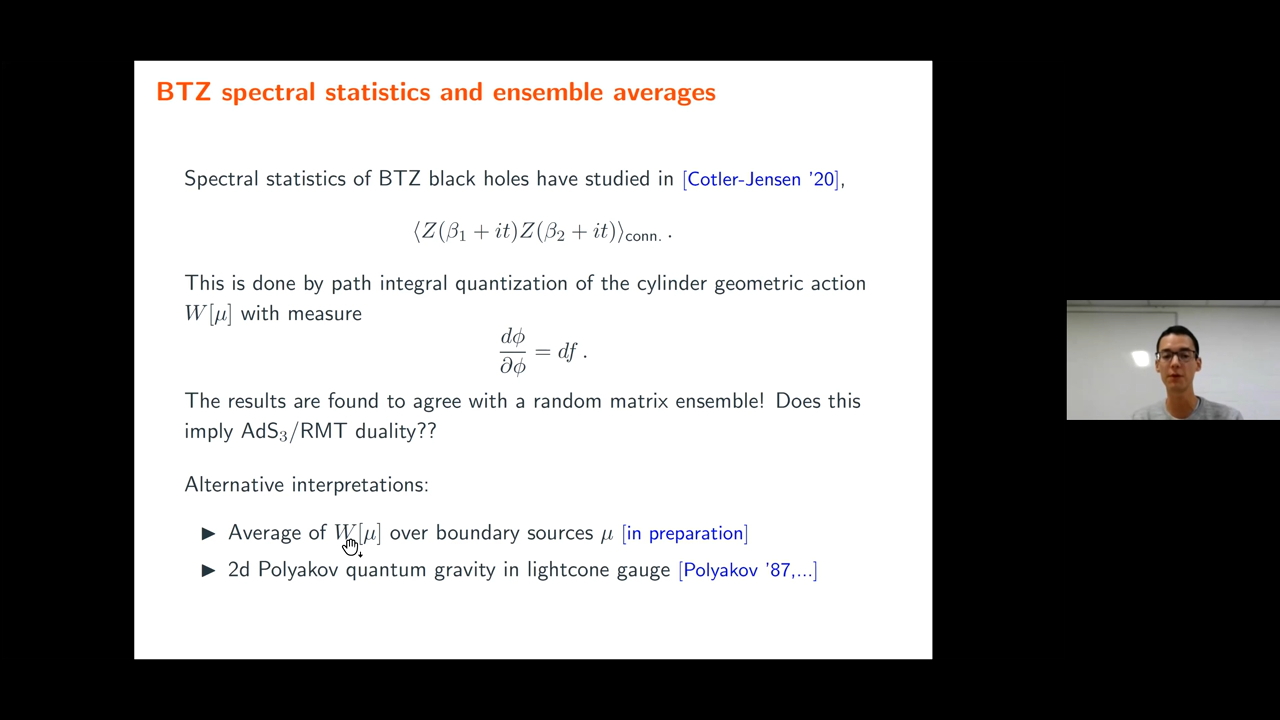 BTZ spectral statistics and ensemble averages
Spectral statistics of BTZ black holes have studied in [Cotler-Jensen '20],
⟨Z(β₁ + it)Z(β₂ + it)⟩conn. .
This is done by path integral quantization of the cylinder geometric action
W[μ] with measure
dϕ/∂ϕ = df .
The results are found to agree with a random matrix ensemble! Does this
imply AdS₃/RMT duality??
Alternative interpretations:
▶ Average of W[μ] over boundary sources μ [in preparation]
▶ 2d Polyakov quantum gravity in lightcone gauge [Polyakov '87,...]